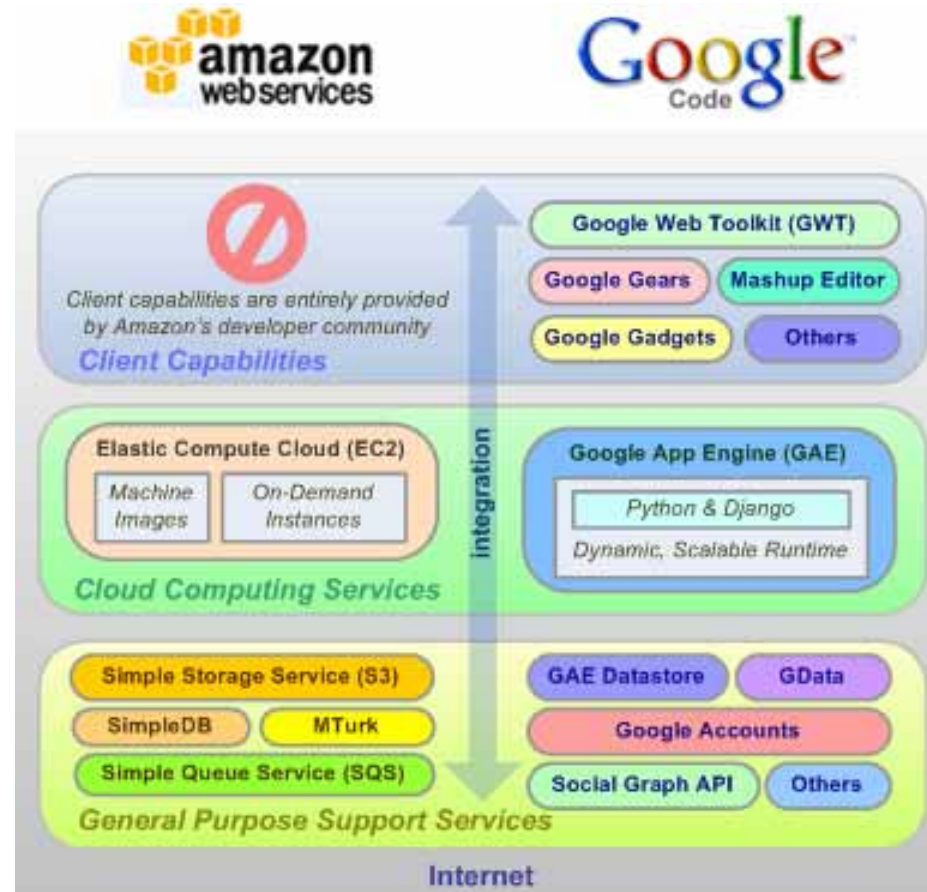 amazon
webservices
Google™
Code
Client capabilities are entirely provided
by Amazon's developer community
Client Capabilities
Google Web Toolkit (GWT)
Google Gears
Mashup Editor
Google Gadgets
Others
integration
Elastic Compute Cloud (EC2)
Machine
Images
On-Demand
Instances
Google App Engine (GAE)
Python & Django
Dynamic, Scalable Runtime
Cloud Computing Services
Simple Storage Service (S3)
SimpleDB
MTurk
Simple Queue Service (SQS)
GAE Datastore
GData
Google Accounts
Social Graph API
Others
General Purpose Support Services
Internet